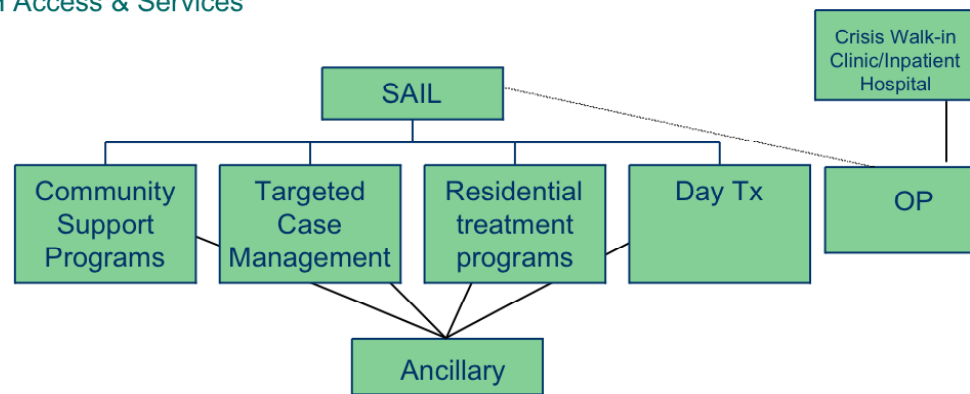 Access & Services
Crisis Walk-in
Clinic/Inpatient
Hospital
SAIL
Community
Support
Programs
Targeted
Case
Management
Residential
treatment
programs
Day Tx
OP
Ancillary